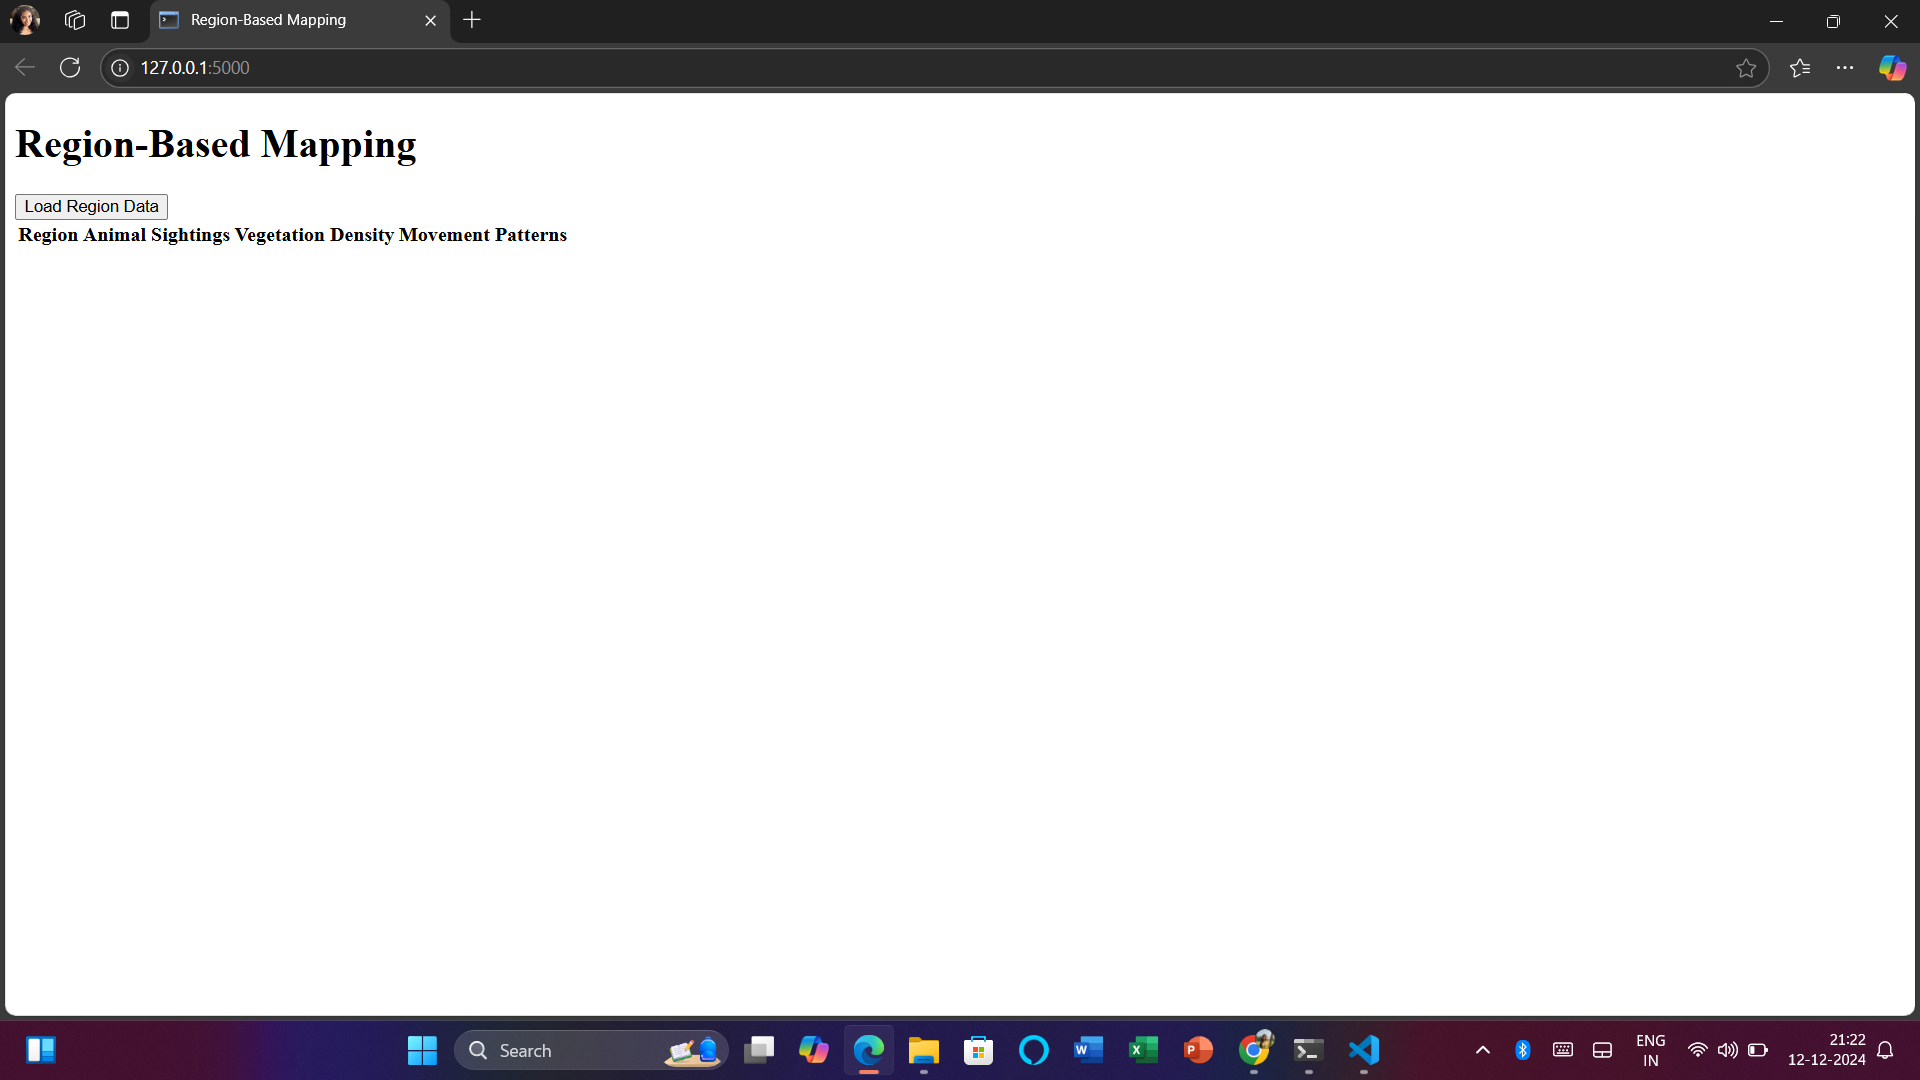 Region-Based Mapping
127.0.0.1:5000
Region-Based Mapping
Load Region Data
Region Animal Sightings Vegetation Density Movement Patterns
Search
W
X
P
ENG
IN
21:22
12-12-2024